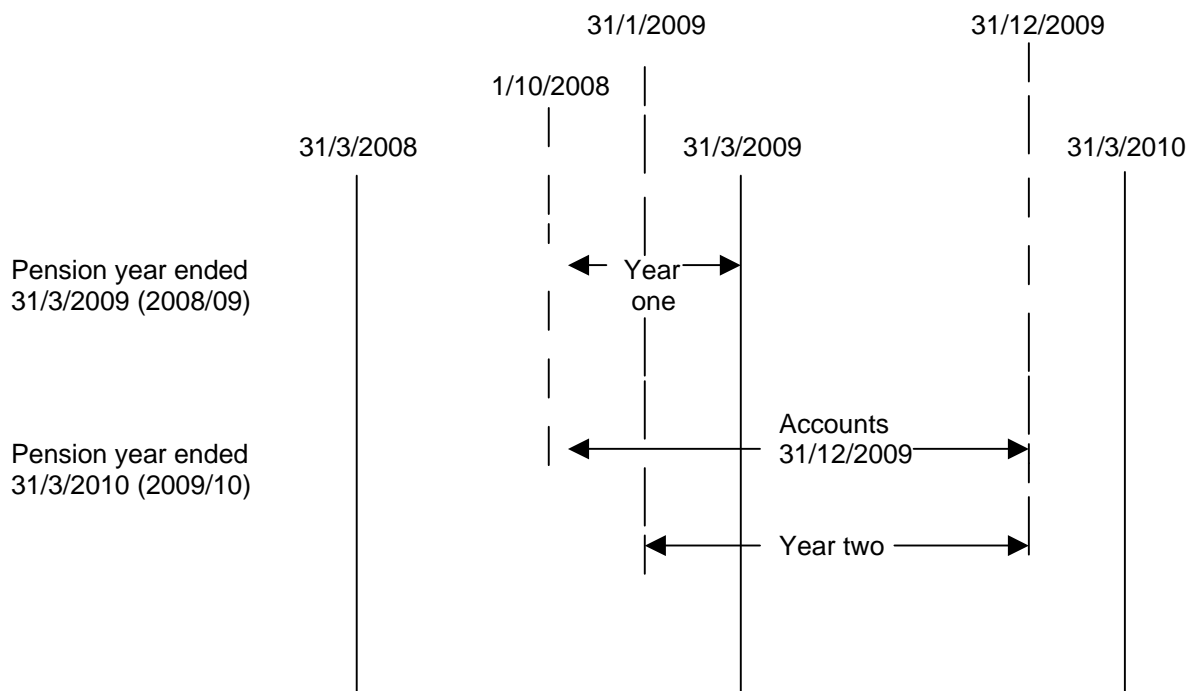 31/1/2009
31/12/2009
1/10/2008
31/3/2008
31/3/2009
31/3/2010
Pension year ended
31/3/2009 (2008/09)
Year
one
Pension year ended
31/3/2010 (2009/10)
Accounts
31/12/2009
Year two